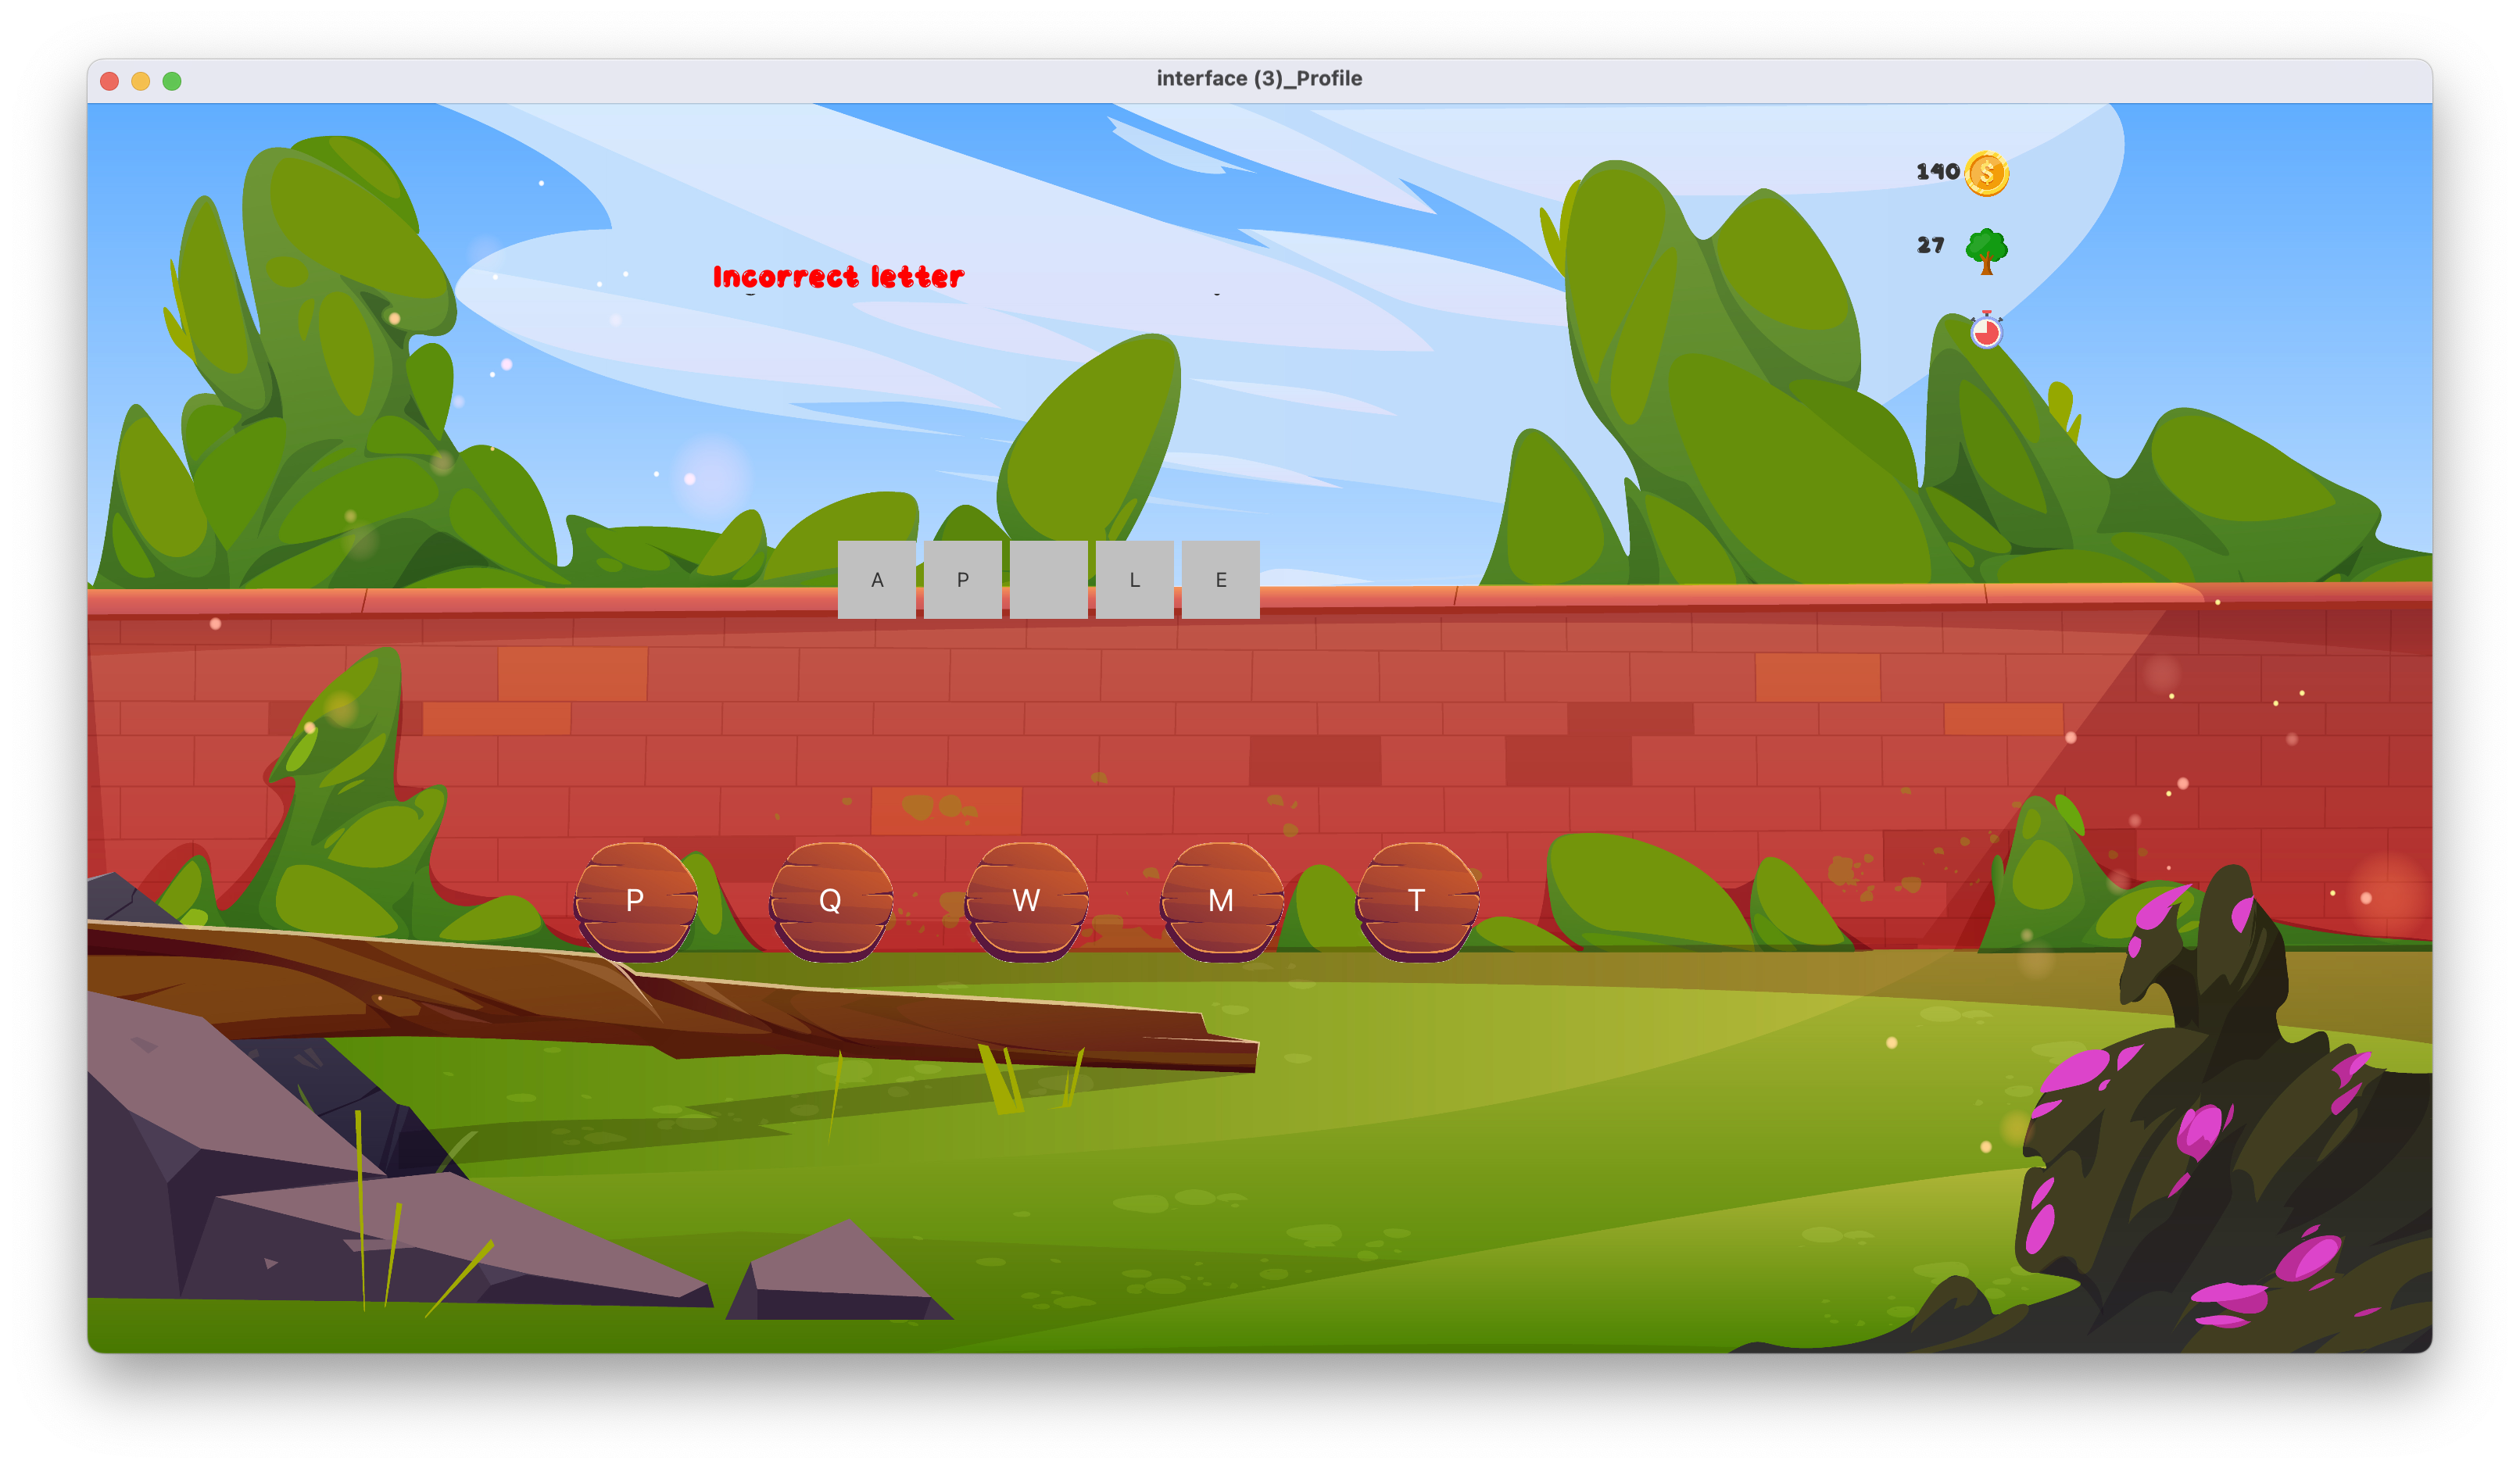 interface (3)_Profile
140
27
Incorrect letter
A P L E
P Q W M T